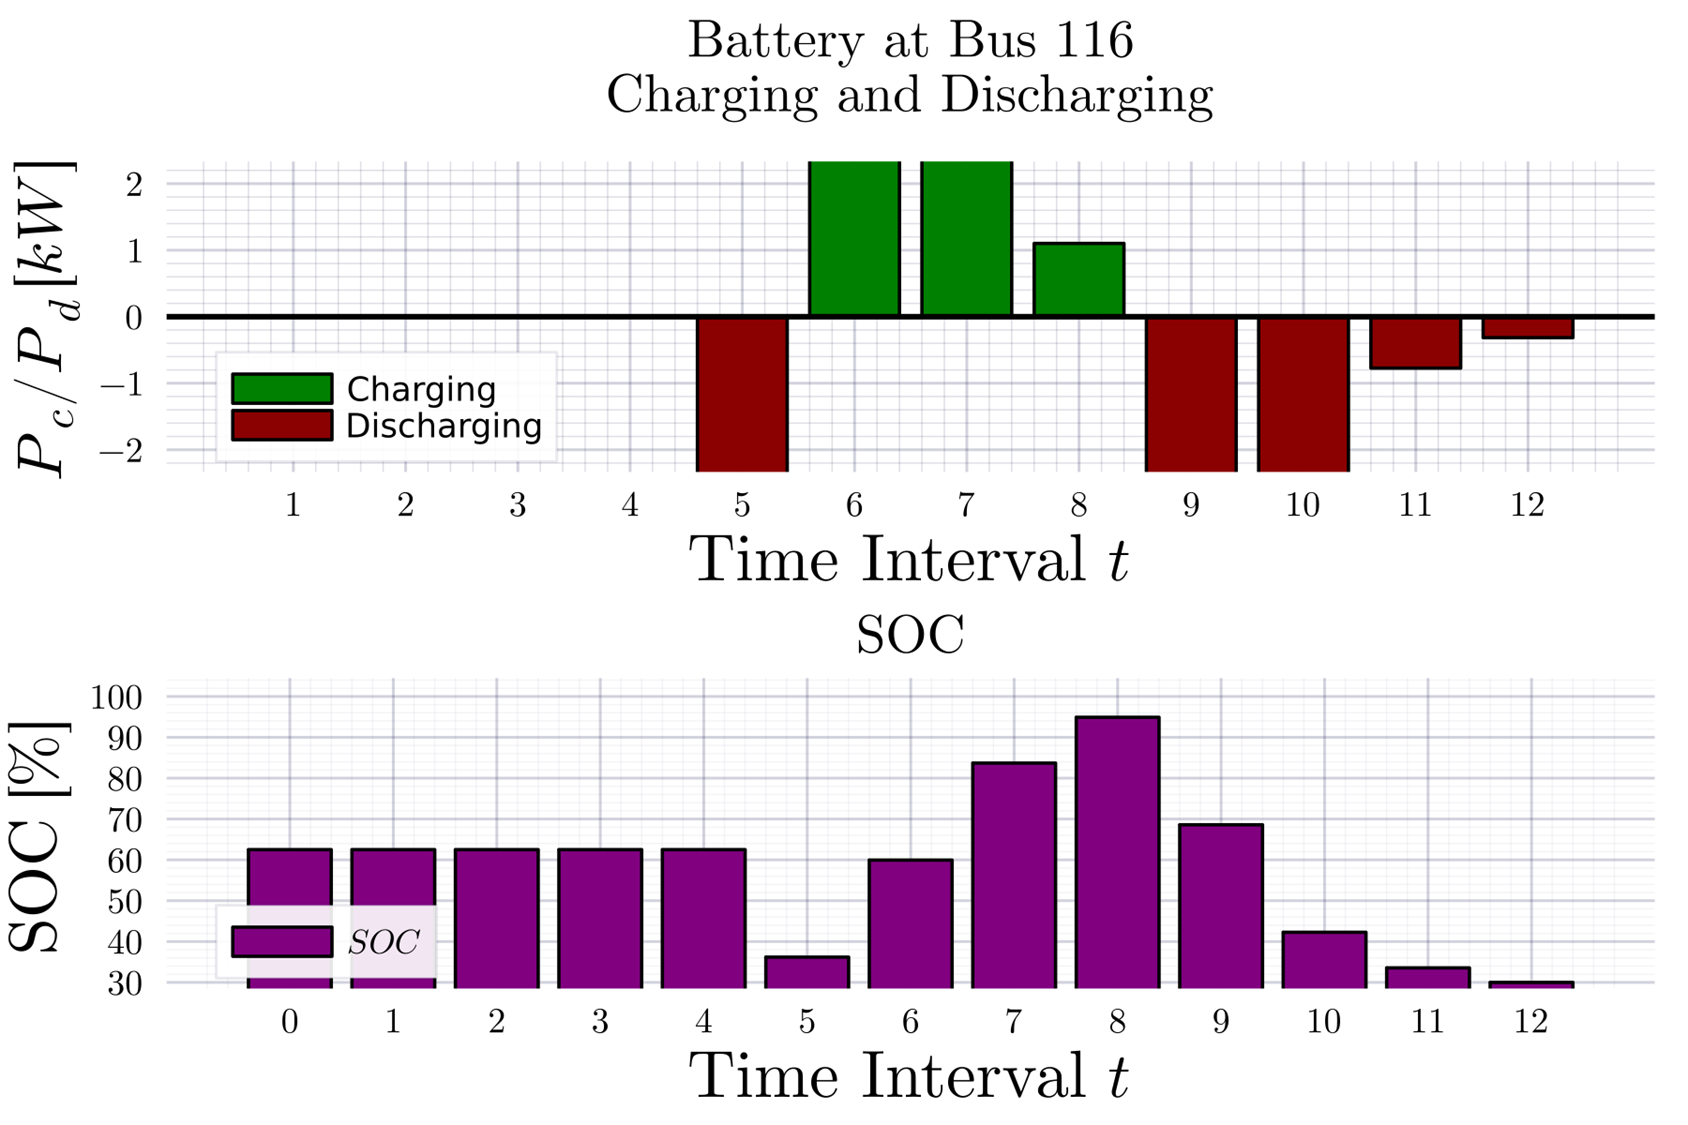 Battery at Bus 116
Charging and Discharging
P_c/P_d [kW]
2
1
0
−1
−2
Charging
Discharging
1 2 3 4 5 6 7 8 9 10 11 12
Time Interval t
SOC
SOC [%]
100
90
80
70
60
50
40
30
SOC
0 1 2 3 4 5 6 7 8 9 10 11 12
Time Interval t